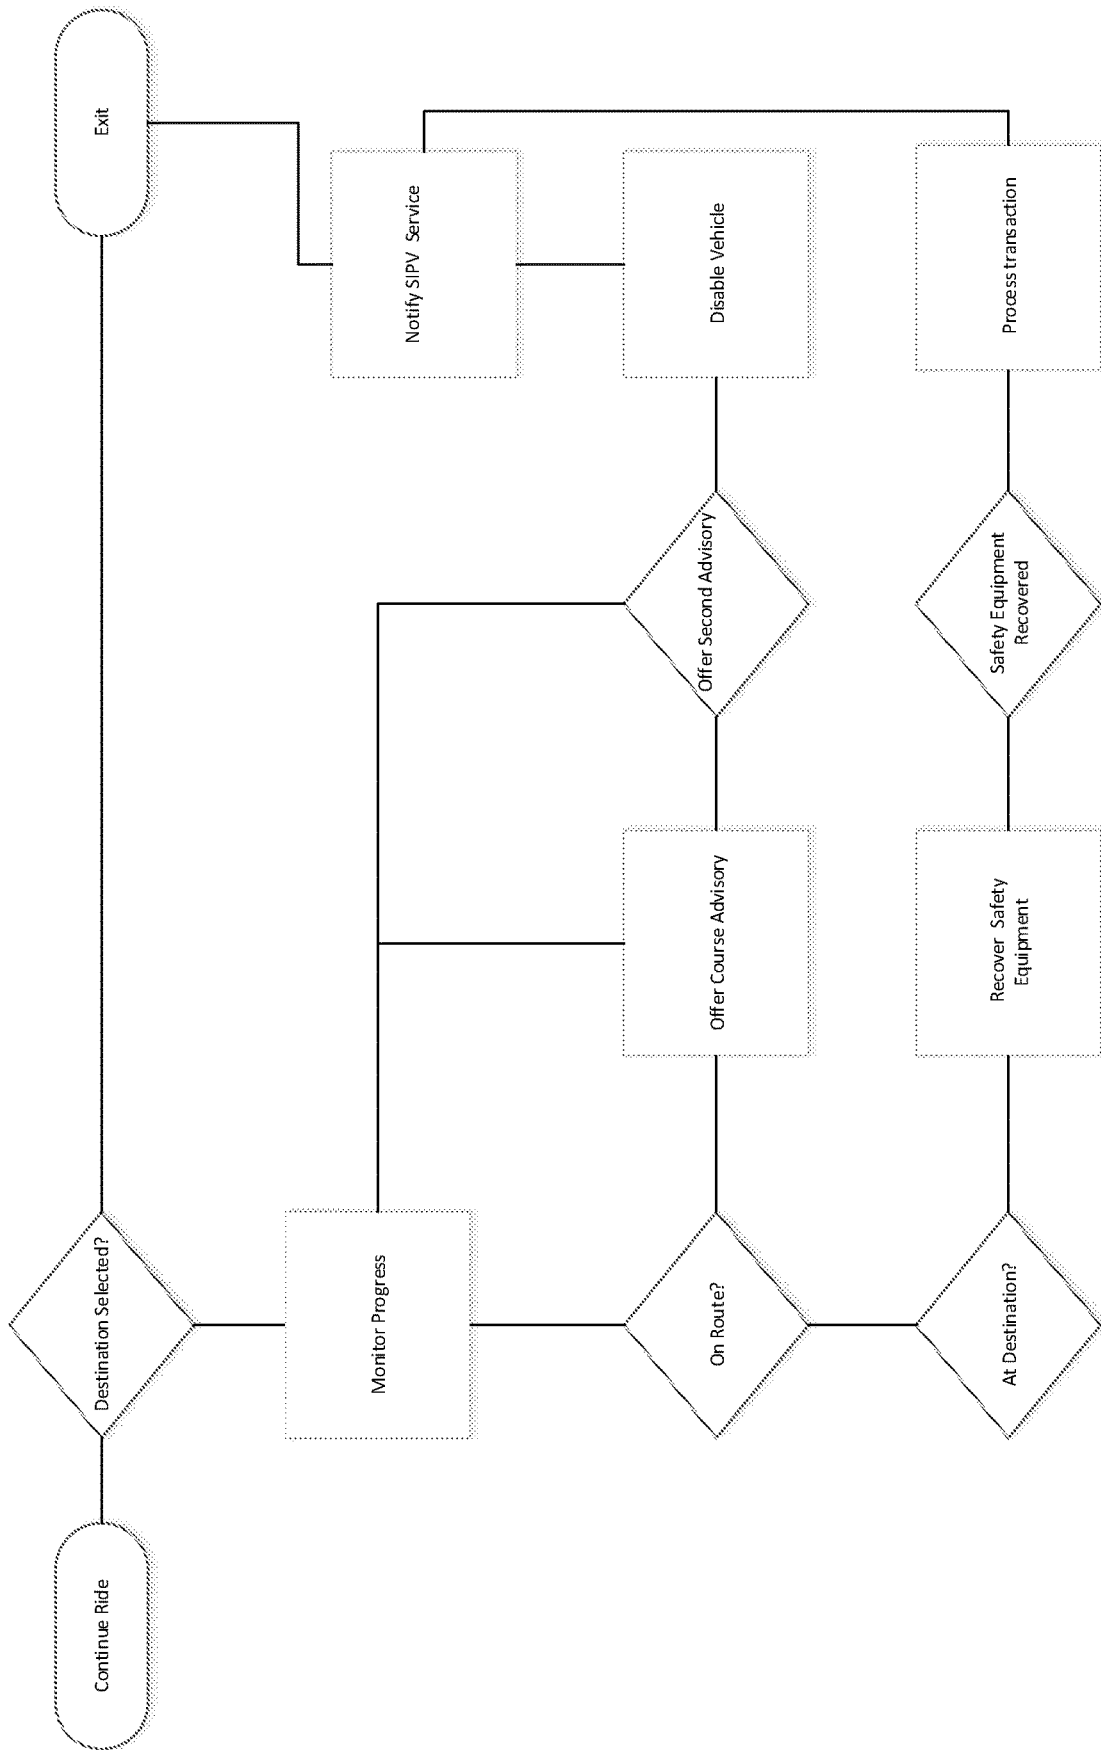 Continue Ride
Destination Selected?
Exit
Monitor Progress
Notify SIPV Service
On Route?
Offer Course Advisory
Offer Second Advisory
Disable Vehicle
At Destination?
Recover Safety
Equipment
Safety Equipment
Recovered
Process transaction